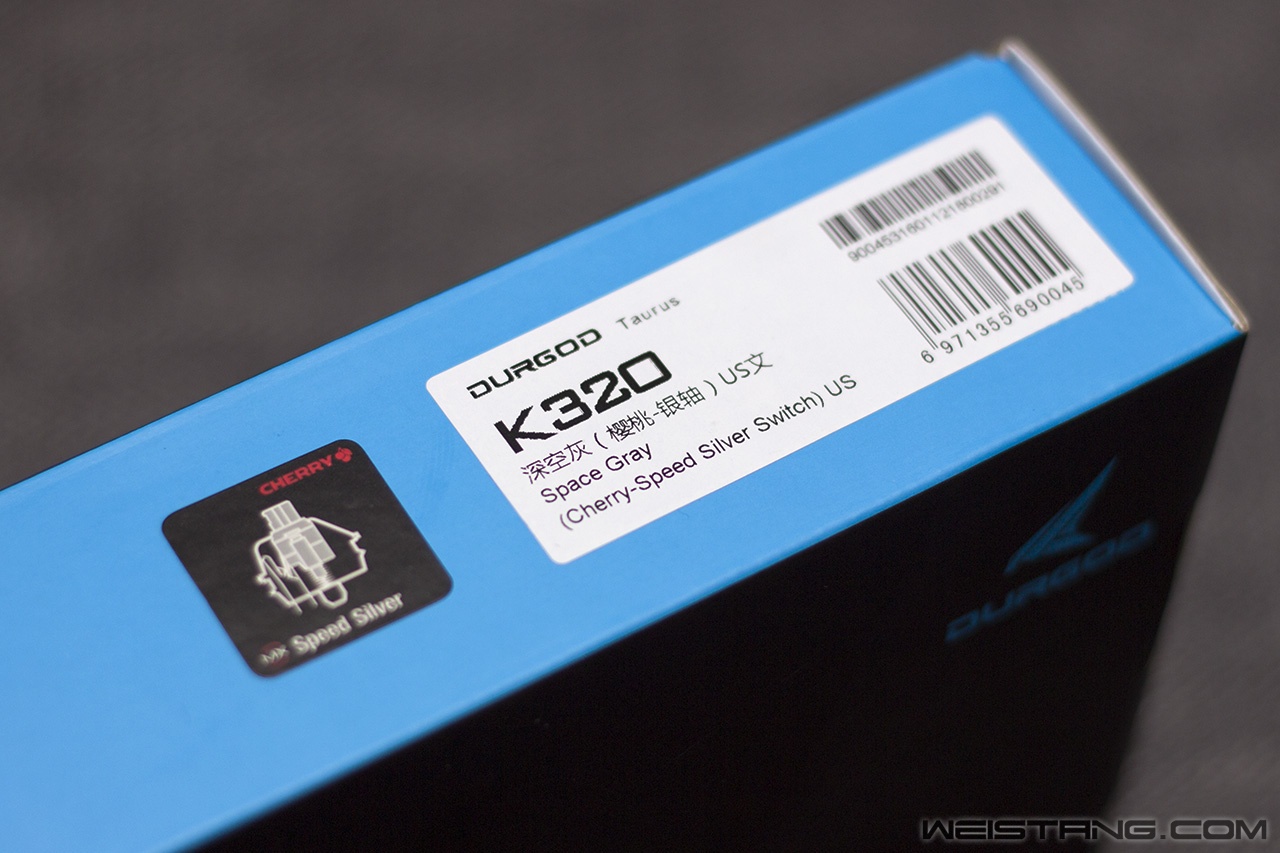 DURGOD Taurus
K320
深空灰 ( 樱桃-银轴 ) US文
Space Gray
(Cherry-Speed Silver Switch) US
9004531801121800291
6 971355 690045
CHERRY
MX Speed Silver
DURGOD
WEISTANG.COM